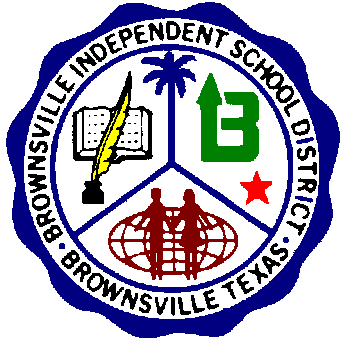 BROWNSVILLE INDEPENDENT SCHOOL DISTRICT
B
· BROWNSVILLE TEXAS ·